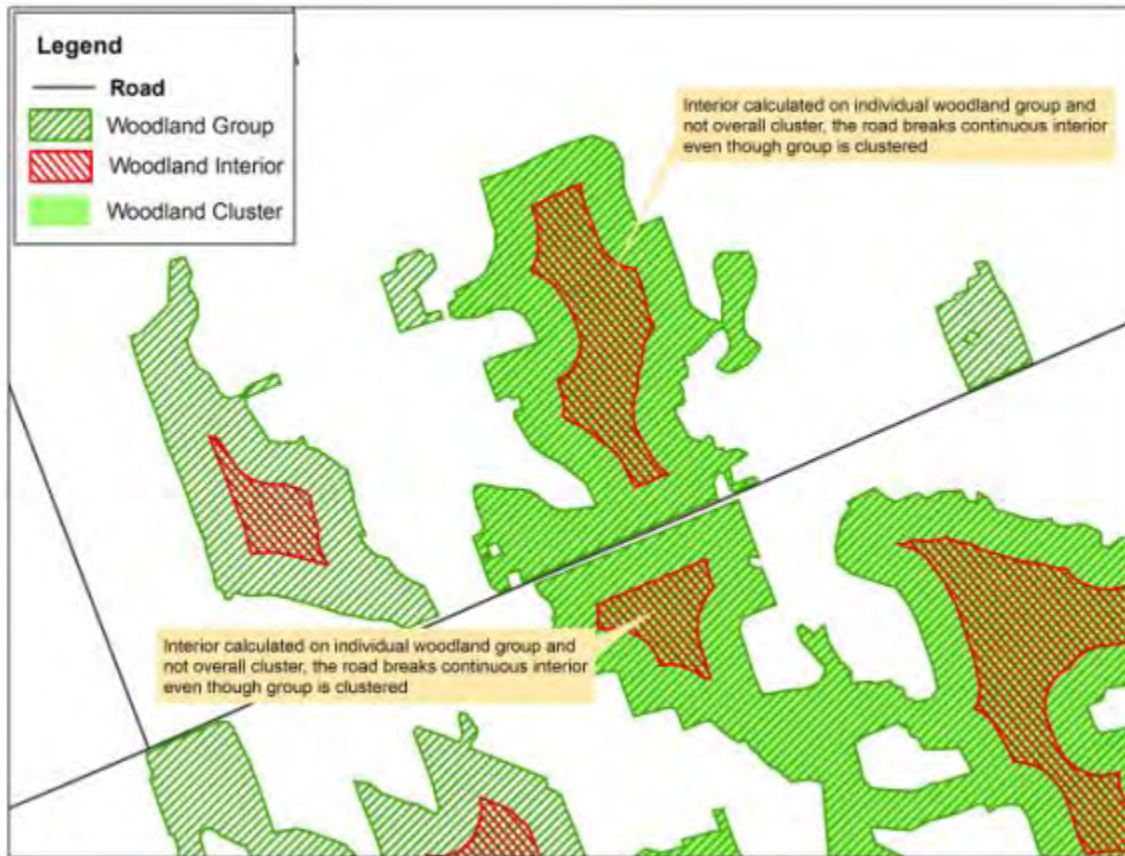 Legend
Road
Woodland Group
Woodland Interior
Woodland Cluster
Interior calculated on individual woodland group and
not overall cluster, the road breaks continuous interior
even though group is clustered
Interior calculated on individual woodland group and
not overall cluster, the road breaks continuous interior
even though group is clustered